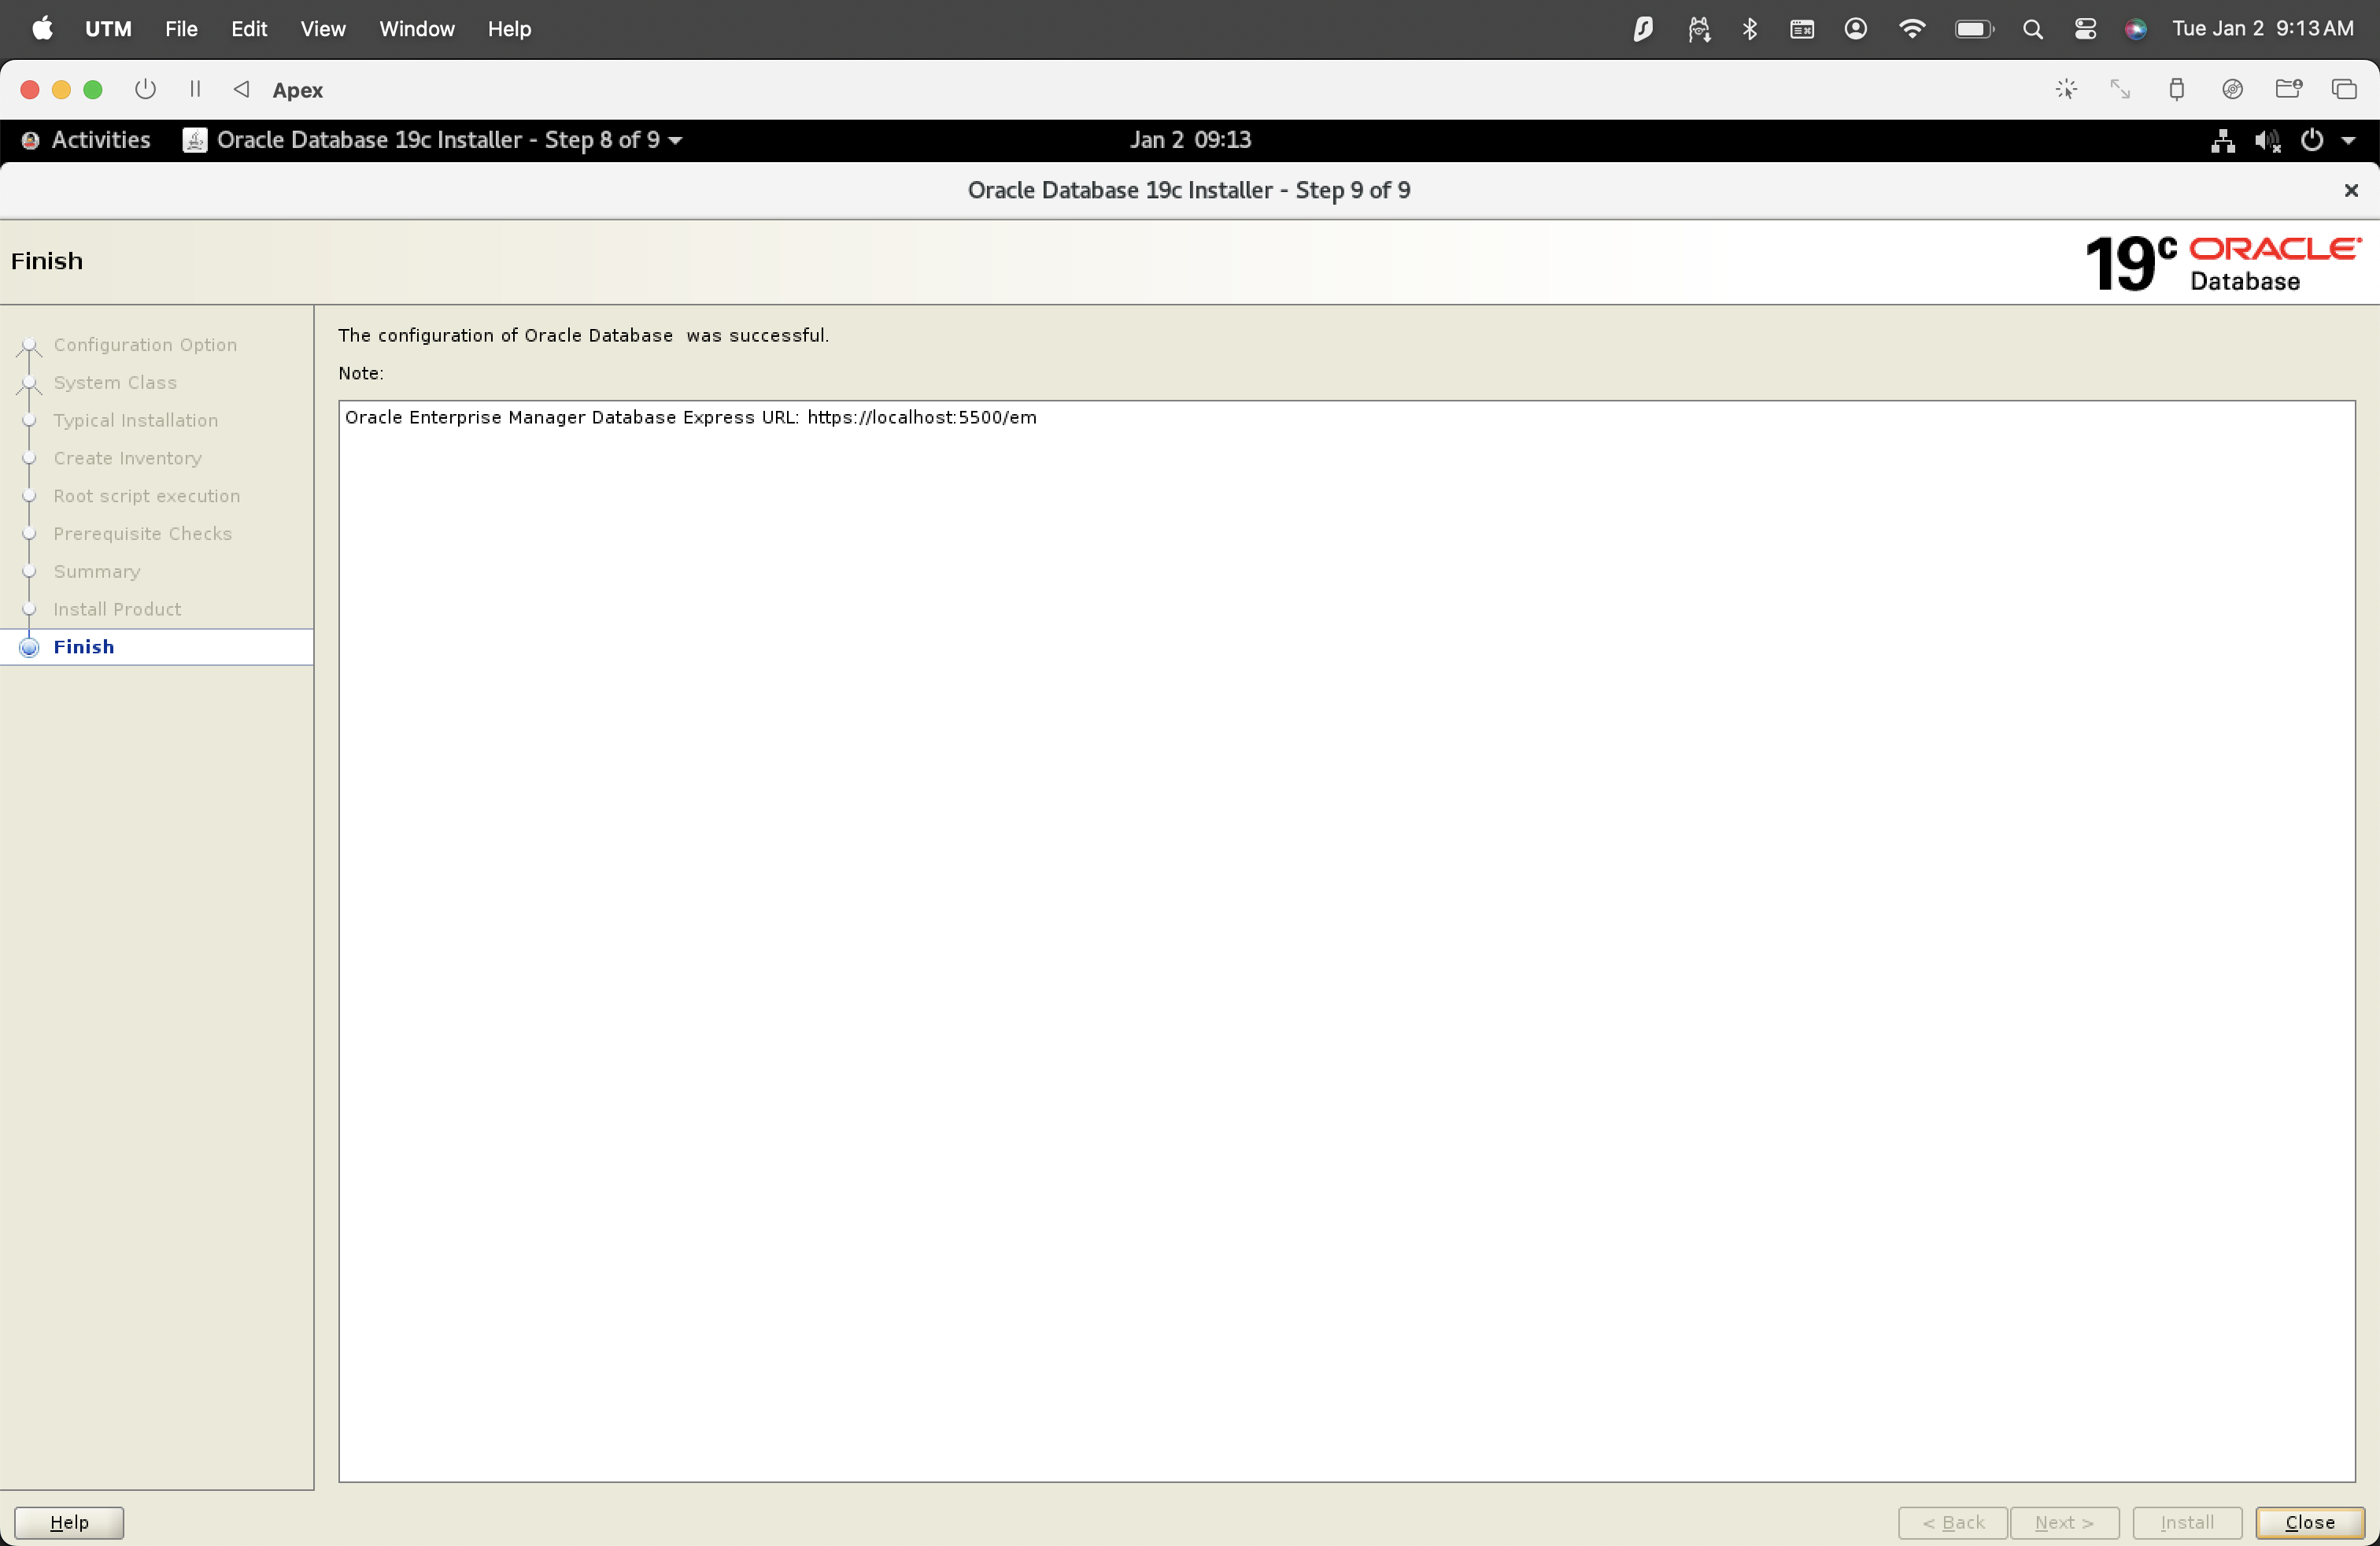 UTM File Edit View Window Help Tue Jan 2 9:13 AM
Apex
Activities Oracle Database 19c Installer - Step 8 of 9 Jan 2 09:13
Oracle Database 19c Installer - Step 9 of 9
Finish
19c ORACLE
Database
Configuration Option
System Class
Typical Installation
Create Inventory
Root script execution
Prerequisite Checks
Summary
Install Product
Finish
The configuration of Oracle Database was successful.
Note:
Oracle Enterprise Manager Database Express URL: https://localhost:5500/em
Help < Back Next > Install Close